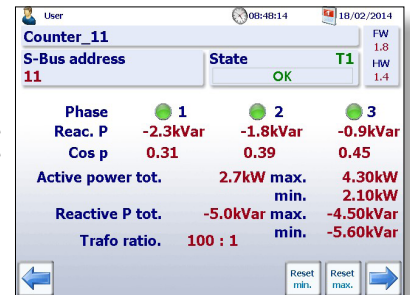 User 08:48:14 18/02/2014
Counter_11 FW
1.8
S-Bus address State T1 HW
11 OK 1.4
Phase 1 2 3
Reac. P -2.3kVar -1.8kVar -0.9kVar
Cos p 0.31 0.39 0.45
Active power tot. 2.7kW max. 4.30kW
min. 2.10kW
Reactive P tot. -5.0kVar max. -4.50kVar
min. -5.60kVar
Trafo ratio. 100 : 1
Reset min. Reset max.